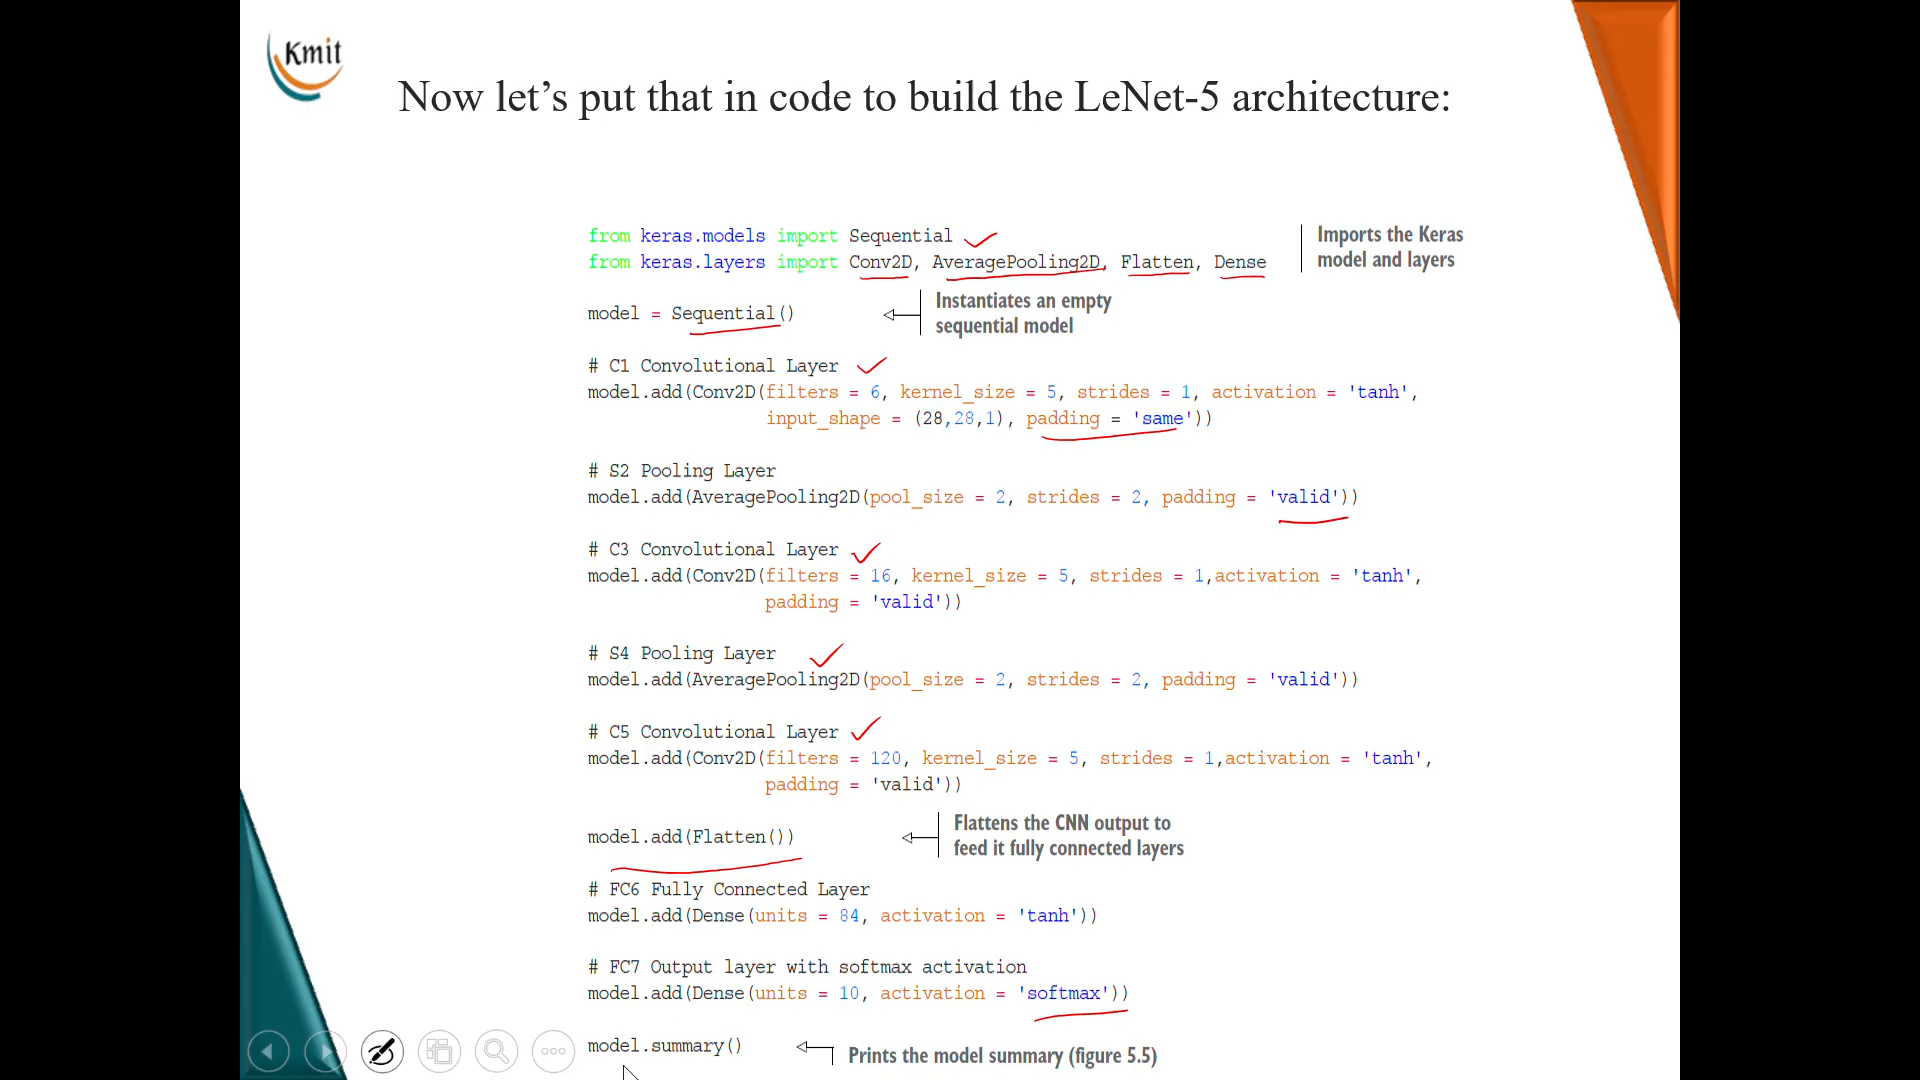 Kmit
Now let’s put that in code to build the LeNet-5 architecture:
from keras.models import Sequential
from keras.layers import Conv2D, AveragePooling2D, Flatten, Dense
Imports the Keras
model and layers
model = Sequential()
Instantiates an empty
sequential model
# C1 Convolutional Layer
model.add(Conv2D(filters = 6, kernel_size = 5, strides = 1, activation = 'tanh',
input_shape = (28,28,1), padding = 'same'))
# S2 Pooling Layer
model.add(AveragePooling2D(pool_size = 2, strides = 2, padding = 'valid'))
# C3 Convolutional Layer
model.add(Conv2D(filters = 16, kernel_size = 5, strides = 1,activation = 'tanh',
padding = 'valid'))
# S4 Pooling Layer
model.add(AveragePooling2D(pool_size = 2, strides = 2, padding = 'valid'))
# C5 Convolutional Layer
model.add(Conv2D(filters = 120, kernel_size = 5, strides = 1,activation = 'tanh',
padding = 'valid'))
model.add(Flatten())
Flattens the CNN output to
feed it fully connected layers
# FC6 Fully Connected Layer
model.add(Dense(units = 84, activation = 'tanh'))
# FC7 Output layer with softmax activation
model.add(Dense(units = 10, activation = 'softmax'))
model.summary()
Prints the model summary (figure 5.5)